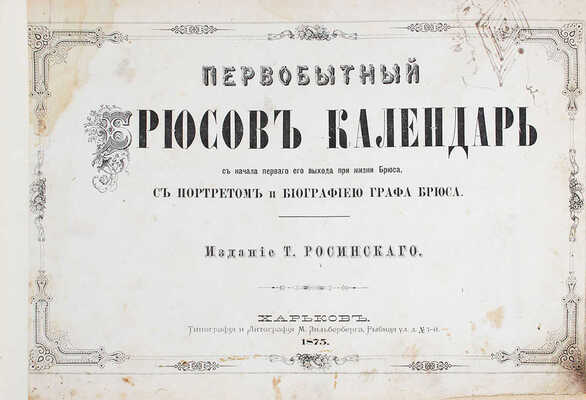 ПЕРВОБЫТНЫЙ
БРЮСОВЪ КАЛЕНДАРЬ
съ начала перваго его выхода при жизни Брюса,
СЪ ПОРТРЕТОМЪ и БІОГРАФІЕЮ ГРАФА БРЮСА.
Изданіе Т. РОСИНСКАГО.
ХАРЬКОВЪ.
Типографія и Литографія М. Зильберберга, Рыбная ул. д. №
1875.